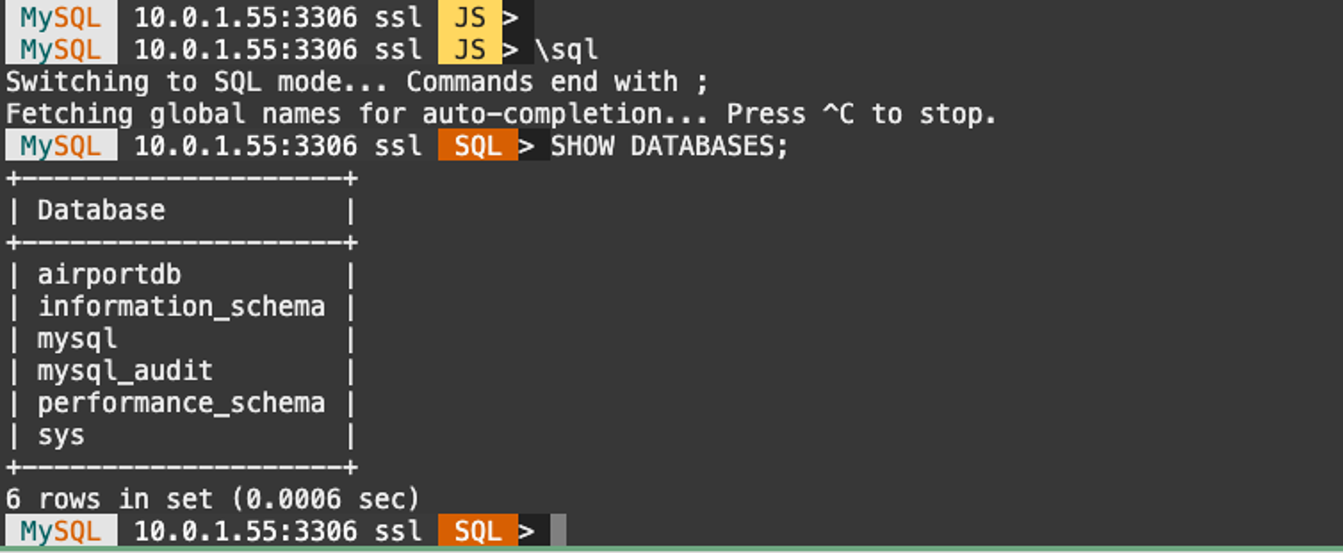 MySQL 10.0.1.55:3306 ssl JS >
MySQL 10.0.1.55:3306 ssl JS > \sql
Switching to SQL mode... Commands end with ;
Fetching global names for auto-completion... Press ^C to stop.
MySQL 10.0.1.55:3306 ssl SQL > SHOW DATABASES;
+--------------------+
| Database           |
+--------------------+
| airportdb          |
| information_schema |
| mysql              |
| mysql_audit        |
| performance_schema |
| sys                |
+--------------------+
6 rows in set (0.0006 sec)
MySQL 10.0.1.55:3306 ssl SQL >